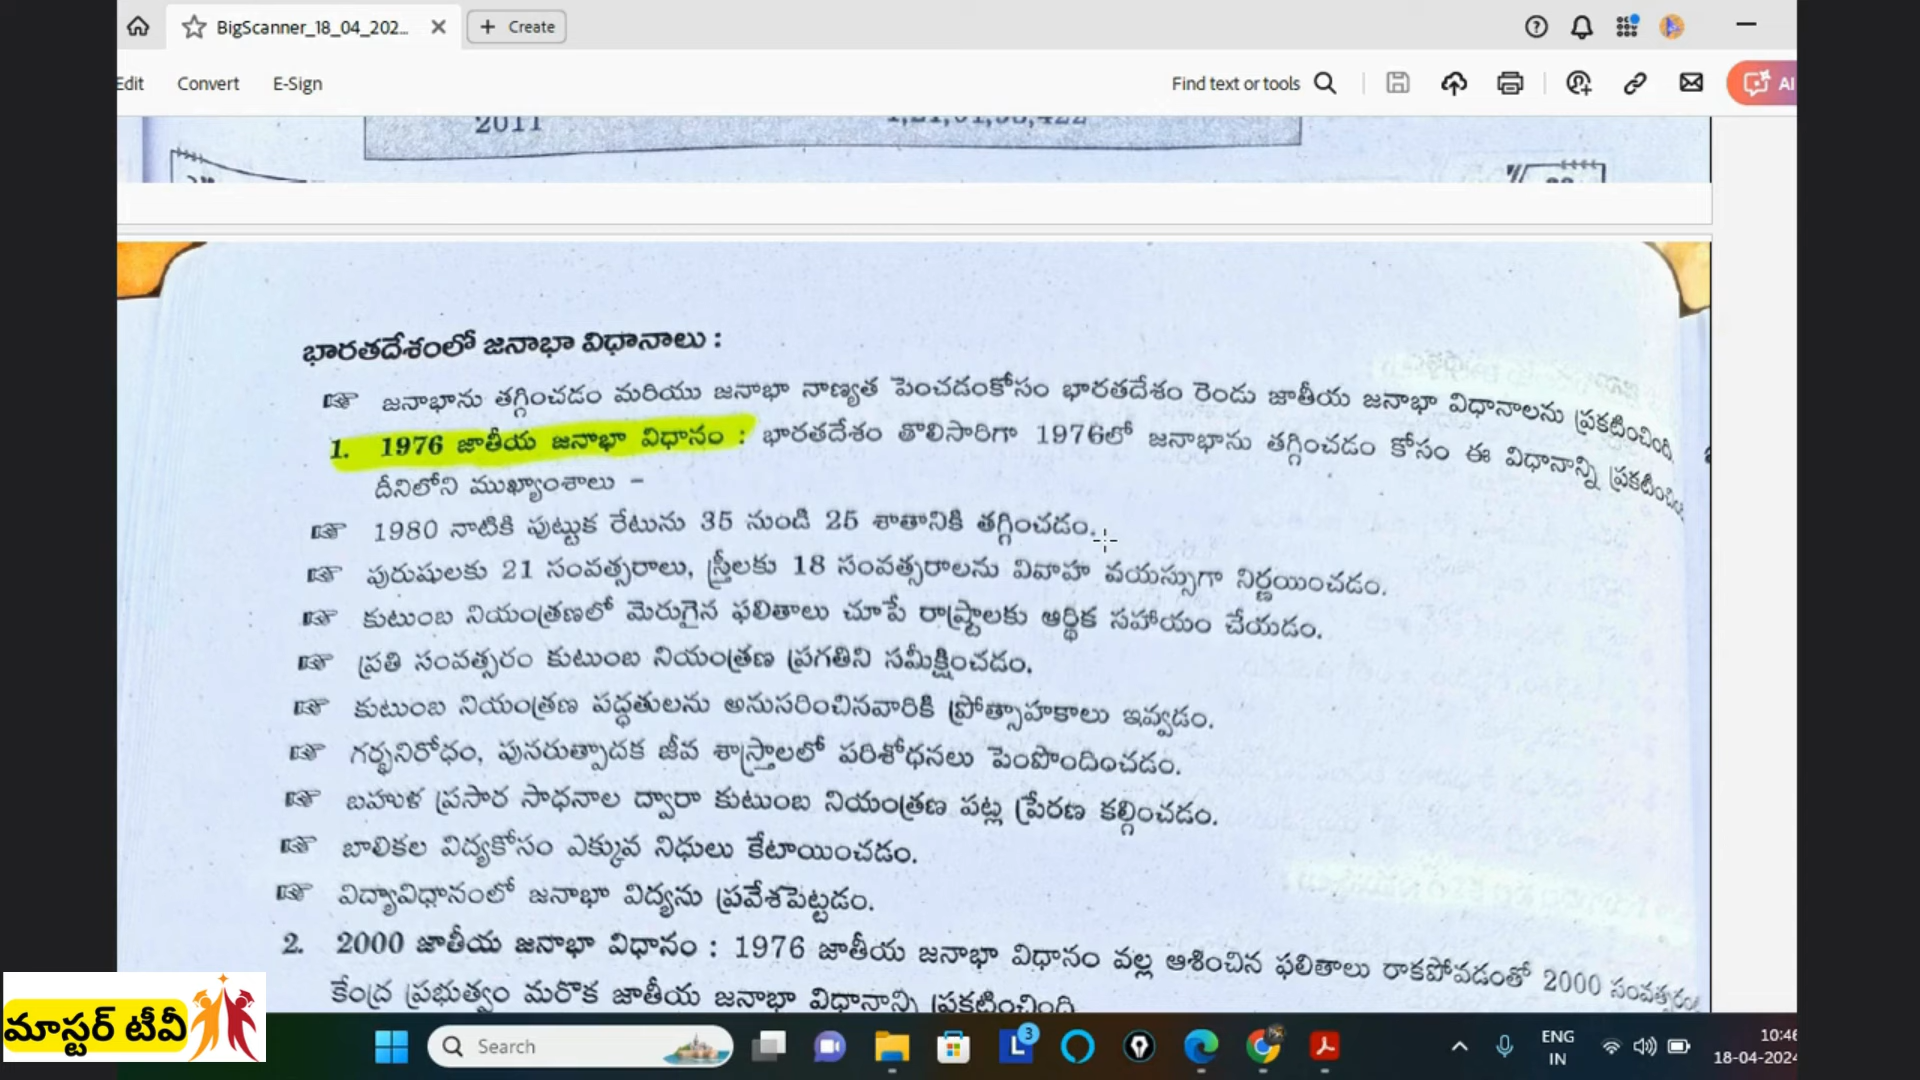 BigScanner_18_04_202...
Create
Edit
Convert
E-Sign
Find text or tools
AI
2011
భారతదేశంలో జనాభా విధానాలు :
జనాభాను తగ్గించడం మరియు జనాభా నాణ్యత పెంచడంకోసం భారతదేశం రెండు జాతీయ జనాభా విధానాలను ప్రకటించింది.
1. 1976 జాతీయ జనాభా విధానం : భారతదేశం తొలిసారిగా 1976లో జనాభాను తగ్గించడం కోసం ఈ విధానాన్ని
దీనిలోని ముఖ్యాంశాలు –
1980 నాటికి పుట్టుక రేటును 35 నుండి 25 శాతానికి తగ్గించడం.
పురుషులకు 21 సంవత్సరాలు, స్త్రీలకు 18 సంవత్సరాలను వివాహ వయస్సుగా నిర్ణయించడం.
కుటుంబ నియంత్రణలో మెరుగైన ఫలితాలు చూపే రాష్ట్రాలకు ఆర్థిక సహాయం చేయడం.
ప్రతి సంవత్సరం కుటుంబ నియంత్రణ ప్రగతిని సమీక్షించడం.
కుటుంబ నియంత్రణ పద్ధతులను అనుసరించినవారికి ప్రోత్సాహకాలు ఇవ్వడం.
గర్భనిరోధం, పునరుత్పాదక జీవ శాస్త్రాలలో పరిశోధనలు పెంపొందించడం.
బహుళ ప్రసార సాధనాల ద్వారా కుటుంబ నియంత్రణ పట్ల ప్రేరణ కల్గించడం.
బాలికల విద్యకోసం ఎక్కువ నిధులు కేటాయించడం.
విద్యావిధానంలో జనాభా విద్యను ప్రవేశపెట్టడం.
2. 2000 జాతీయ జనాభా విధానం : 1976 జాతీయ జనాభా విధానం వల్ల ఆశించిన ఫలితాలు రాకపోవడంతో 2000 సంవత్సరం
కేంద్ర ప్రభుత్వం మరొక జాతీయ జనాభా విధానాన్ని ప్రకటించింది
మాస్టర్ టీవీ
Search
3
ENG
IN
10:46
18-04-2024